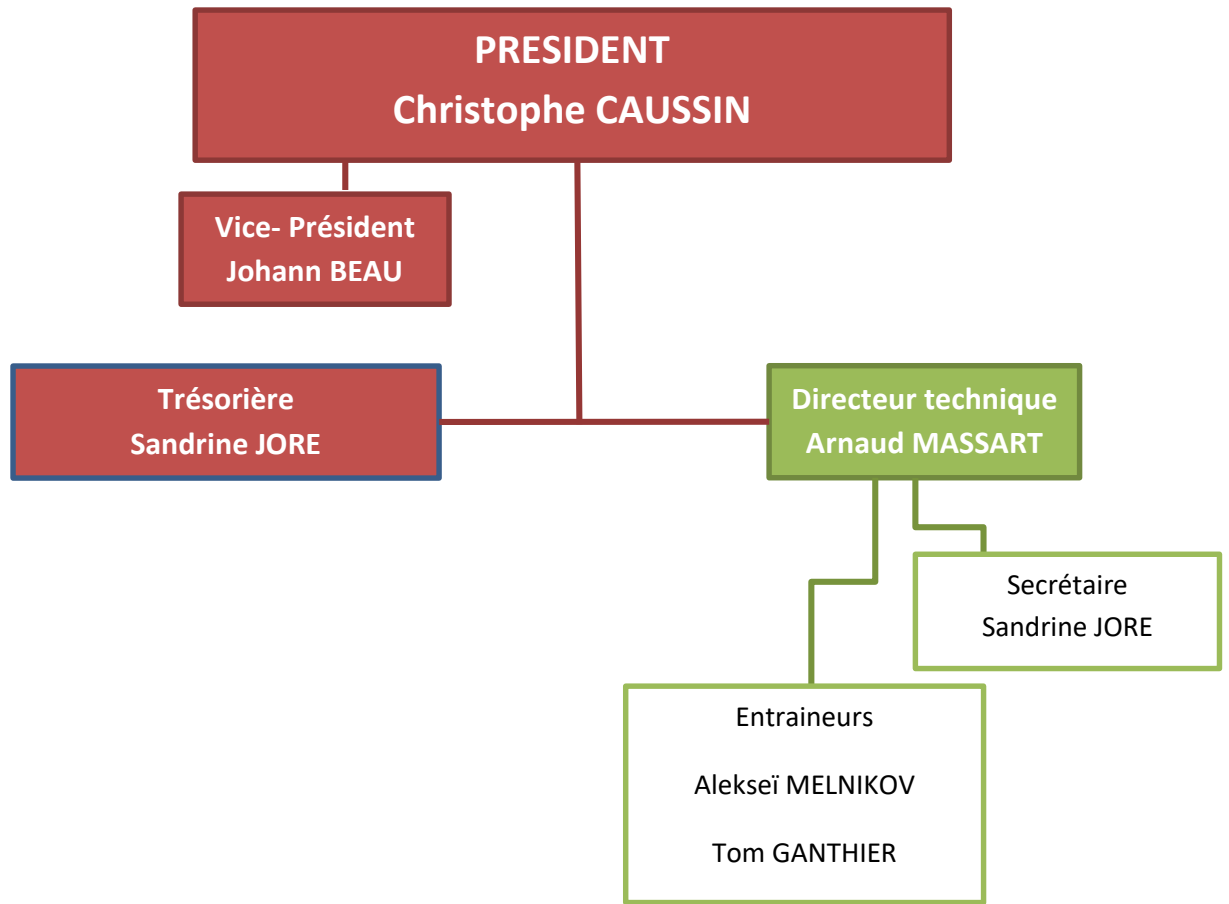 PRESIDENT
Christophe CAUSSIN
Vice- Président
Johann BEAU
Trésorière
Sandrine JORE
Directeur technique
Arnaud MASSART
Secrétaire
Sandrine JORE
Entraineurs
Alekseï MELNIKOV
Tom GANTHIER